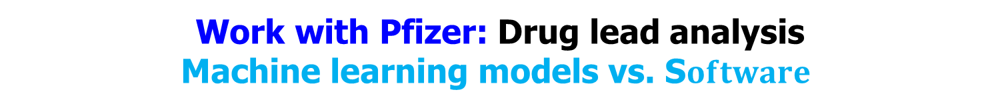 Work with Pfizer: Drug lead analysis
Machine learning models vs. Software